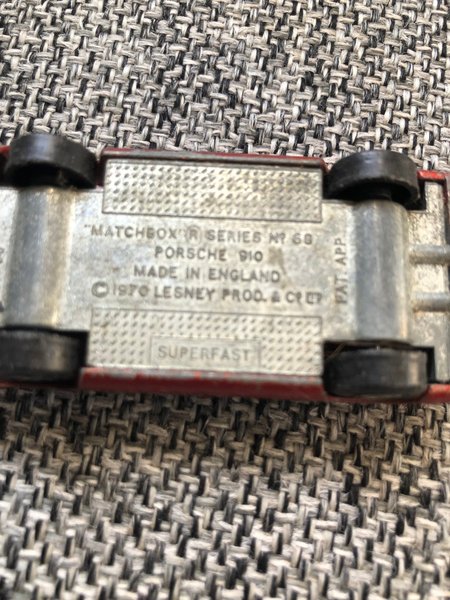 "MATCHBOX" R SERIES Nº 68
PORSCHE 910
MADE IN ENGLAND
© 1970 LESNEY PROD. & Cº Lᵀᴰ
SUPERFAST
PAT. APP.